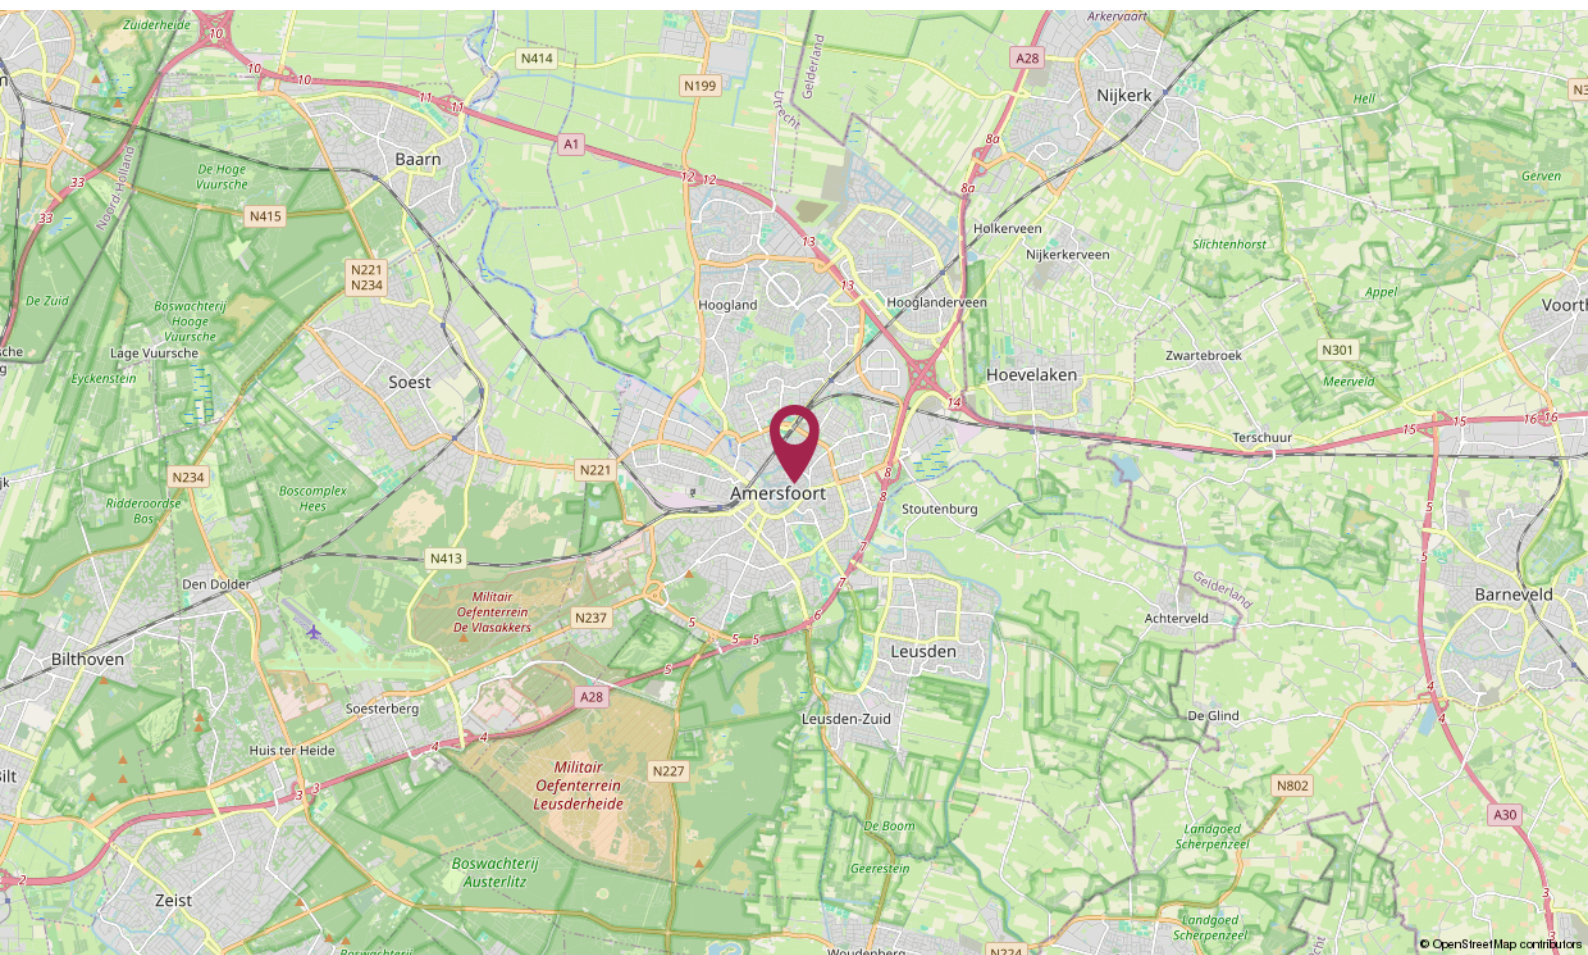 Zuiderheide
Arkervaart
10
N414
A28
10
10
N199
Gelderland
Utrecht
Nijkerk
Hell
11
11
A1
8a
Baarn
De Hoge
Vuursche
33
12
12
8a
Gerven
Noord-Holland
33
N415
Holkerveen
13
Slichtenhorst
Nijkerkerveen
N221
N234
De Zuid
Boswachterij
Hooge
Vuursche
Hoogland
13
Hooglanderveen
Appel
Lage Vuursche
Zwartebroek
N301
Eyckenstein
Soest
Hoevelaken
Meerveld
14
15
15
16
16
Terschuur
N221
N234
8
Boscomplex
Hees
Ridderoordse
Bos
Amersfoort
8
Stoutenburg
5
7
5
N413
Den Dolder
7
Gelderland
Militair
Oefenterrein
De Vlasakkers
N237
6
Achterveld
Barneveld
5
5
5
Bilthoven
Leusden
5
4
A28
Soesterberg
Leusden-Zuid
De Glind
4
4
4
Huis ter Heide
Militair
Oefenterrein
Leusderheide
N227
3
3
N802
A30
De Boom
Landgoed
Scherpenzeel
Boswachterij
Austerlitz
Geerestein
2
3
Zeist
Landgoed
Scherpenzeel
© OpenStreetMap contributors
N224
3